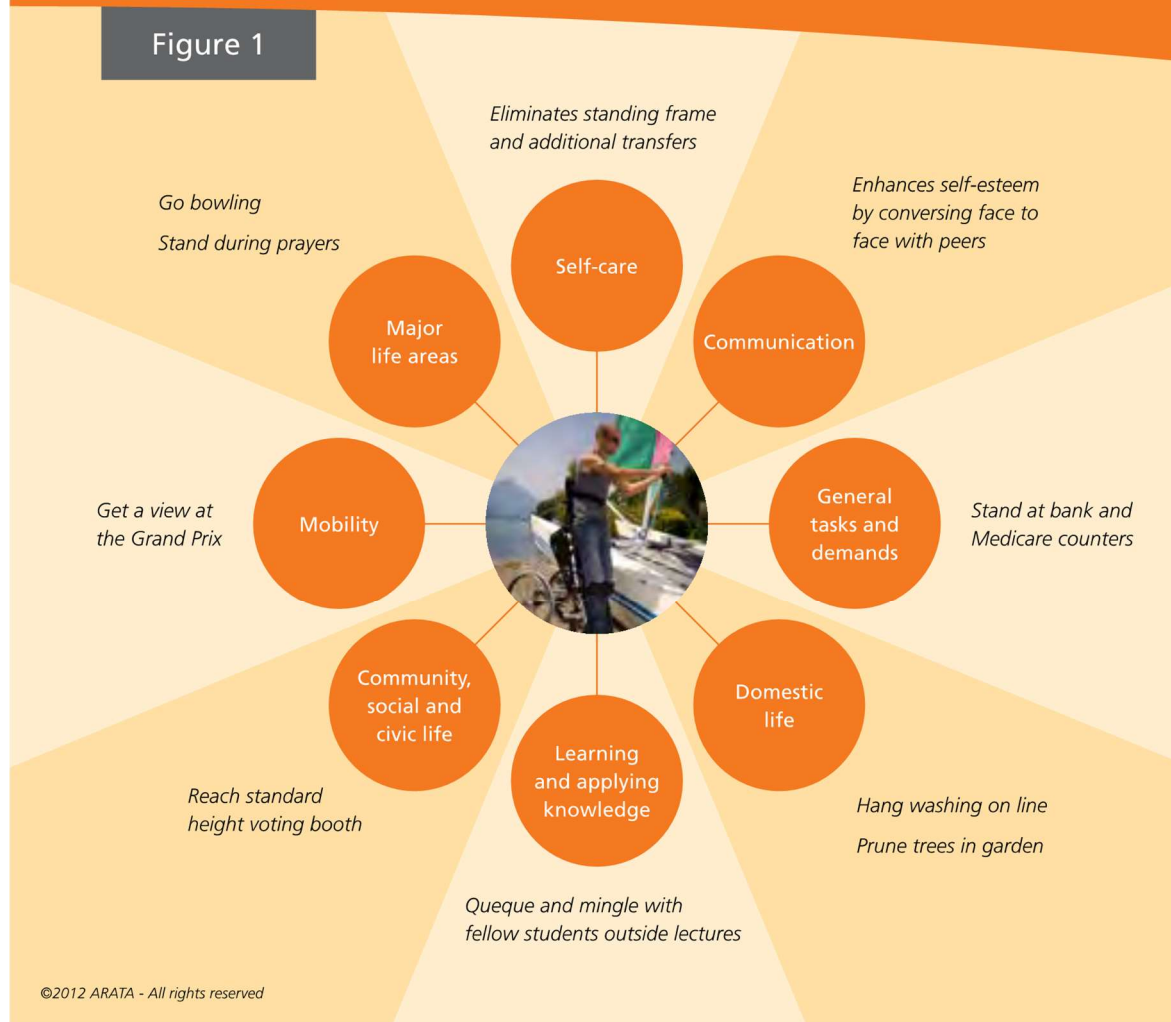 Figure 1
Eliminates standing frame
and additional transfers
Self-care
Enhances self-esteem
by conversing face to
face with peers
Communication
General
tasks and
demands
Stand at bank and
Medicare counters
Domestic
life
Hang washing on line
Prune trees in garden
Learning
and applying
knowledge
Queque and mingle with
fellow students outside lectures
Community,
social and
civic life
Reach standard
height voting booth
Mobility
Get a view at
the Grand Prix
Major
life areas
Go bowling
Stand during prayers
©2012 ARATA - All rights reserved